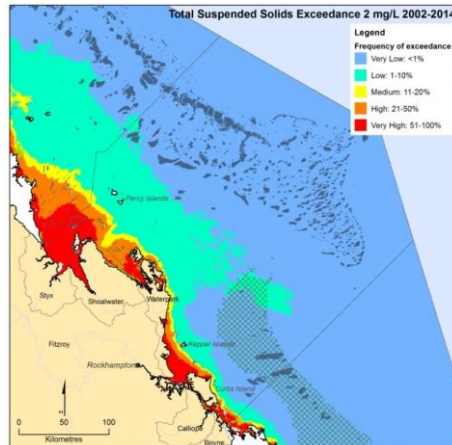 Total Suspended Solids Exceedance 2 mg/L 2002-2014
Legend
Frequency of exceedance
Very Low: <1%
Low: 1-10%
Medium: 11-20%
High: 21-50%
Very High: 51-100%
Percy Islands
Styx
Shoalwater
Waterpark
Fitzroy
Keppel Islands
Rockhampton
Curtis Island
Calliope
Boyne
0 50 100
Kilometres